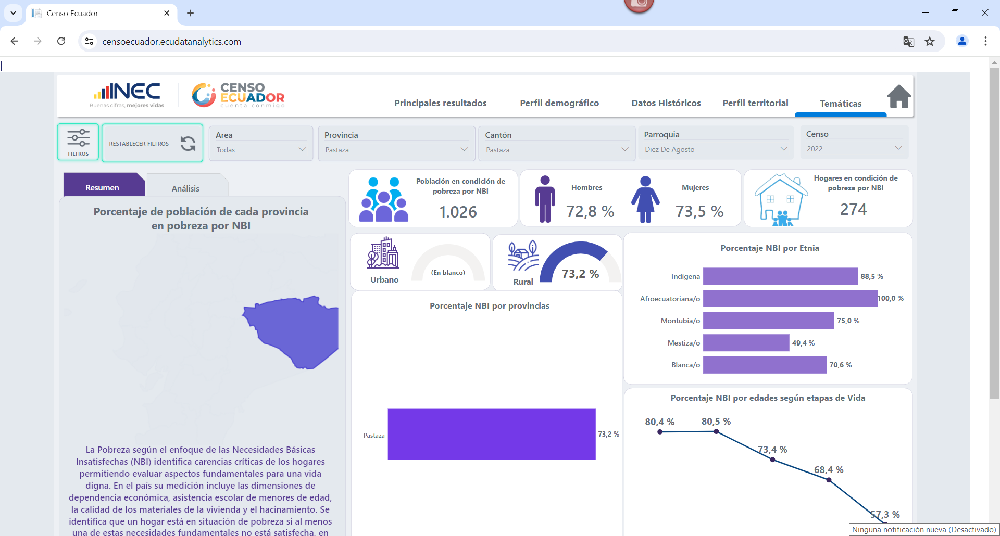 Censo Ecuador
censoecuador.ecudatanalytics.com
INEC
Buenas cifras, mejores vidas
CENSO
ECUADOR
cuenta conmigo
Principales resultados
Perfil demográfico
Datos Históricos
Perfil territorial
Temáticas
FILTROS
RESTABLECER FILTROS
Area
Todas
Provincia
Pastaza
Cantón
Pastaza
Parroquia
Diez De Agosto
Censo
2022
Resumen
Análisis
Porcentaje de población de cada provincia
en pobreza por NBI
La Pobreza según el enfoque de las Necesidades Básicas
Insatisfechas (NBI) identifica carencias críticas de los hogares
permitiendo evaluar aspectos fundamentales para una vida
digna. En el país su medición incluye las dimensiones de
dependencia económica, asistencia escolar de menores de edad,
la calidad de los materiales de la vivienda y el hacinamiento. Se
identifica que un hogar está en situación de pobreza si al menos
una de estas necesidades fundamentales no está satisfecha, en
Población en condición de
pobreza por NBI
1.026
Hombres
72,8 %
Mujeres
73,5 %
Hogares en condición de
pobreza por NBI
274
Urbano
(En blanco)
Rural
73,2 %
Porcentaje NBI por provincias
Pastaza
73,2 %
Porcentaje NBI por Etnia
Indígena
88,5 %
Afroecuatoriana/o
100,0 %
Montubia/o
75,0 %
Mestiza/o
49,4 %
Blanca/o
70,6 %
Porcentaje NBI por edades según etapas de Vida
80,4 %
80,5 %
73,4 %
68,4 %
57,3 %
Ninguna notificación nueva (Desactivado)